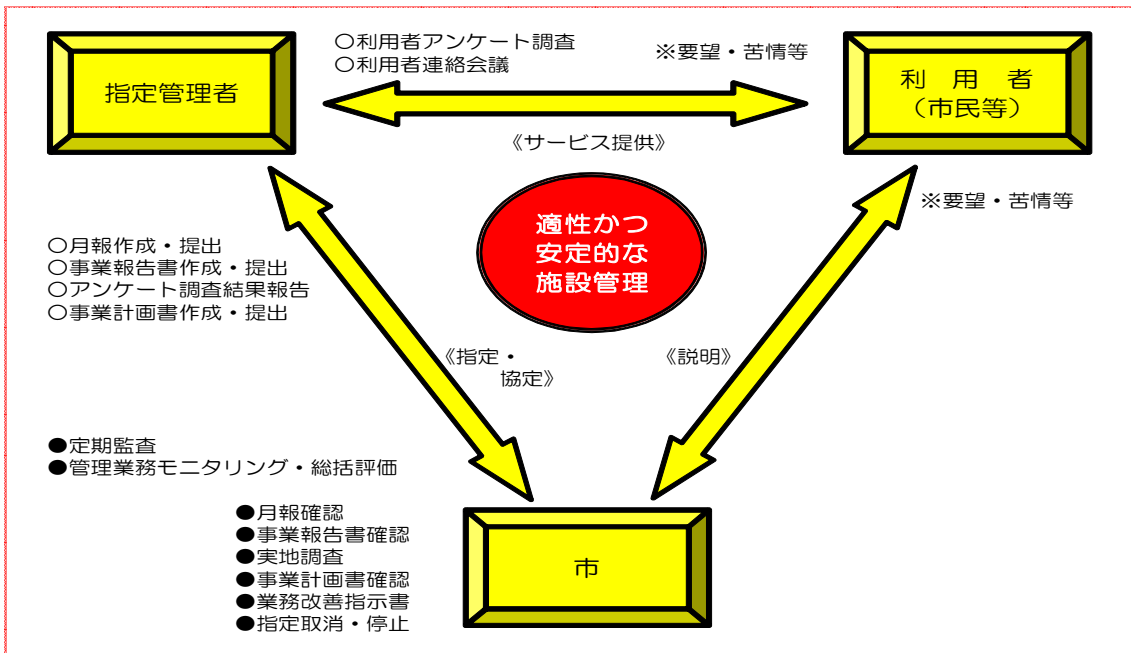 指定管理者
○利用者アンケート調査
○利用者連絡会議
※要望・苦情等
利 用 者
（市民等）
《サービス提供》
※要望・苦情等
適性かつ
安定的な
施設管理
○月報作成・提出
○事業報告書作成・提出
○アンケート調査結果報告
○事業計画書作成・提出
《指定・
協定》
《説明》
●定期監査
●管理業務モニタリング・総括評価
●月報確認
●事業報告書確認
●実地調査
●事業計画書確認
●業務改善指示書
●指定取消・停止
市